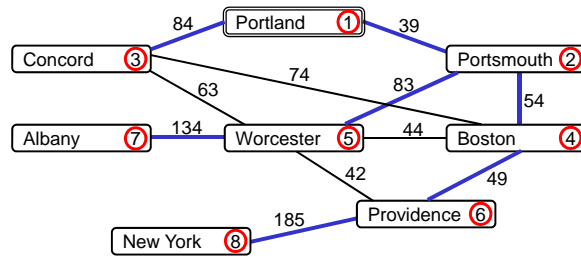 84
Portland 1
39
Concord 3
Portsmouth 2
74
63
83
54
Albany 7
134
Worcester 5
44
Boston 4
42
49
Providence 6
185
New York 8